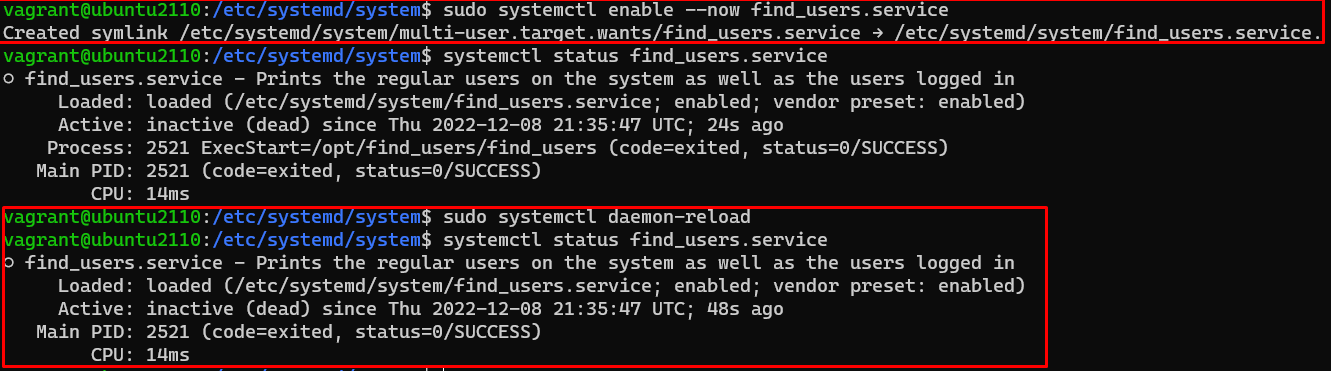 vagrant@ubuntu2110:/etc/systemd/system$ sudo systemctl enable --now find_users.service
Created symlink /etc/systemd/system/multi-user.target.wants/find_users.service → /etc/systemd/system/find_users.service.
vagrant@ubuntu2110:/etc/systemd/system$ systemctl status find_users.service
○ find_users.service - Prints the regular users on the system as well as the users logged in
     Loaded: loaded (/etc/systemd/system/find_users.service; enabled; vendor preset: enabled)
     Active: inactive (dead) since Thu 2022-12-08 21:35:47 UTC; 24s ago
    Process: 2521 ExecStart=/opt/find_users/find_users (code=exited, status=0/SUCCESS)
   Main PID: 2521 (code=exited, status=0/SUCCESS)
        CPU: 14ms
vagrant@ubuntu2110:/etc/systemd/system$ sudo systemctl daemon-reload
vagrant@ubuntu2110:/etc/systemd/system$ systemctl status find_users.service
○ find_users.service - Prints the regular users on the system as well as the users logged in
     Loaded: loaded (/etc/systemd/system/find_users.service; enabled; vendor preset: enabled)
     Active: inactive (dead) since Thu 2022-12-08 21:35:47 UTC; 48s ago
   Main PID: 2521 (code=exited, status=0/SUCCESS)
        CPU: 14ms